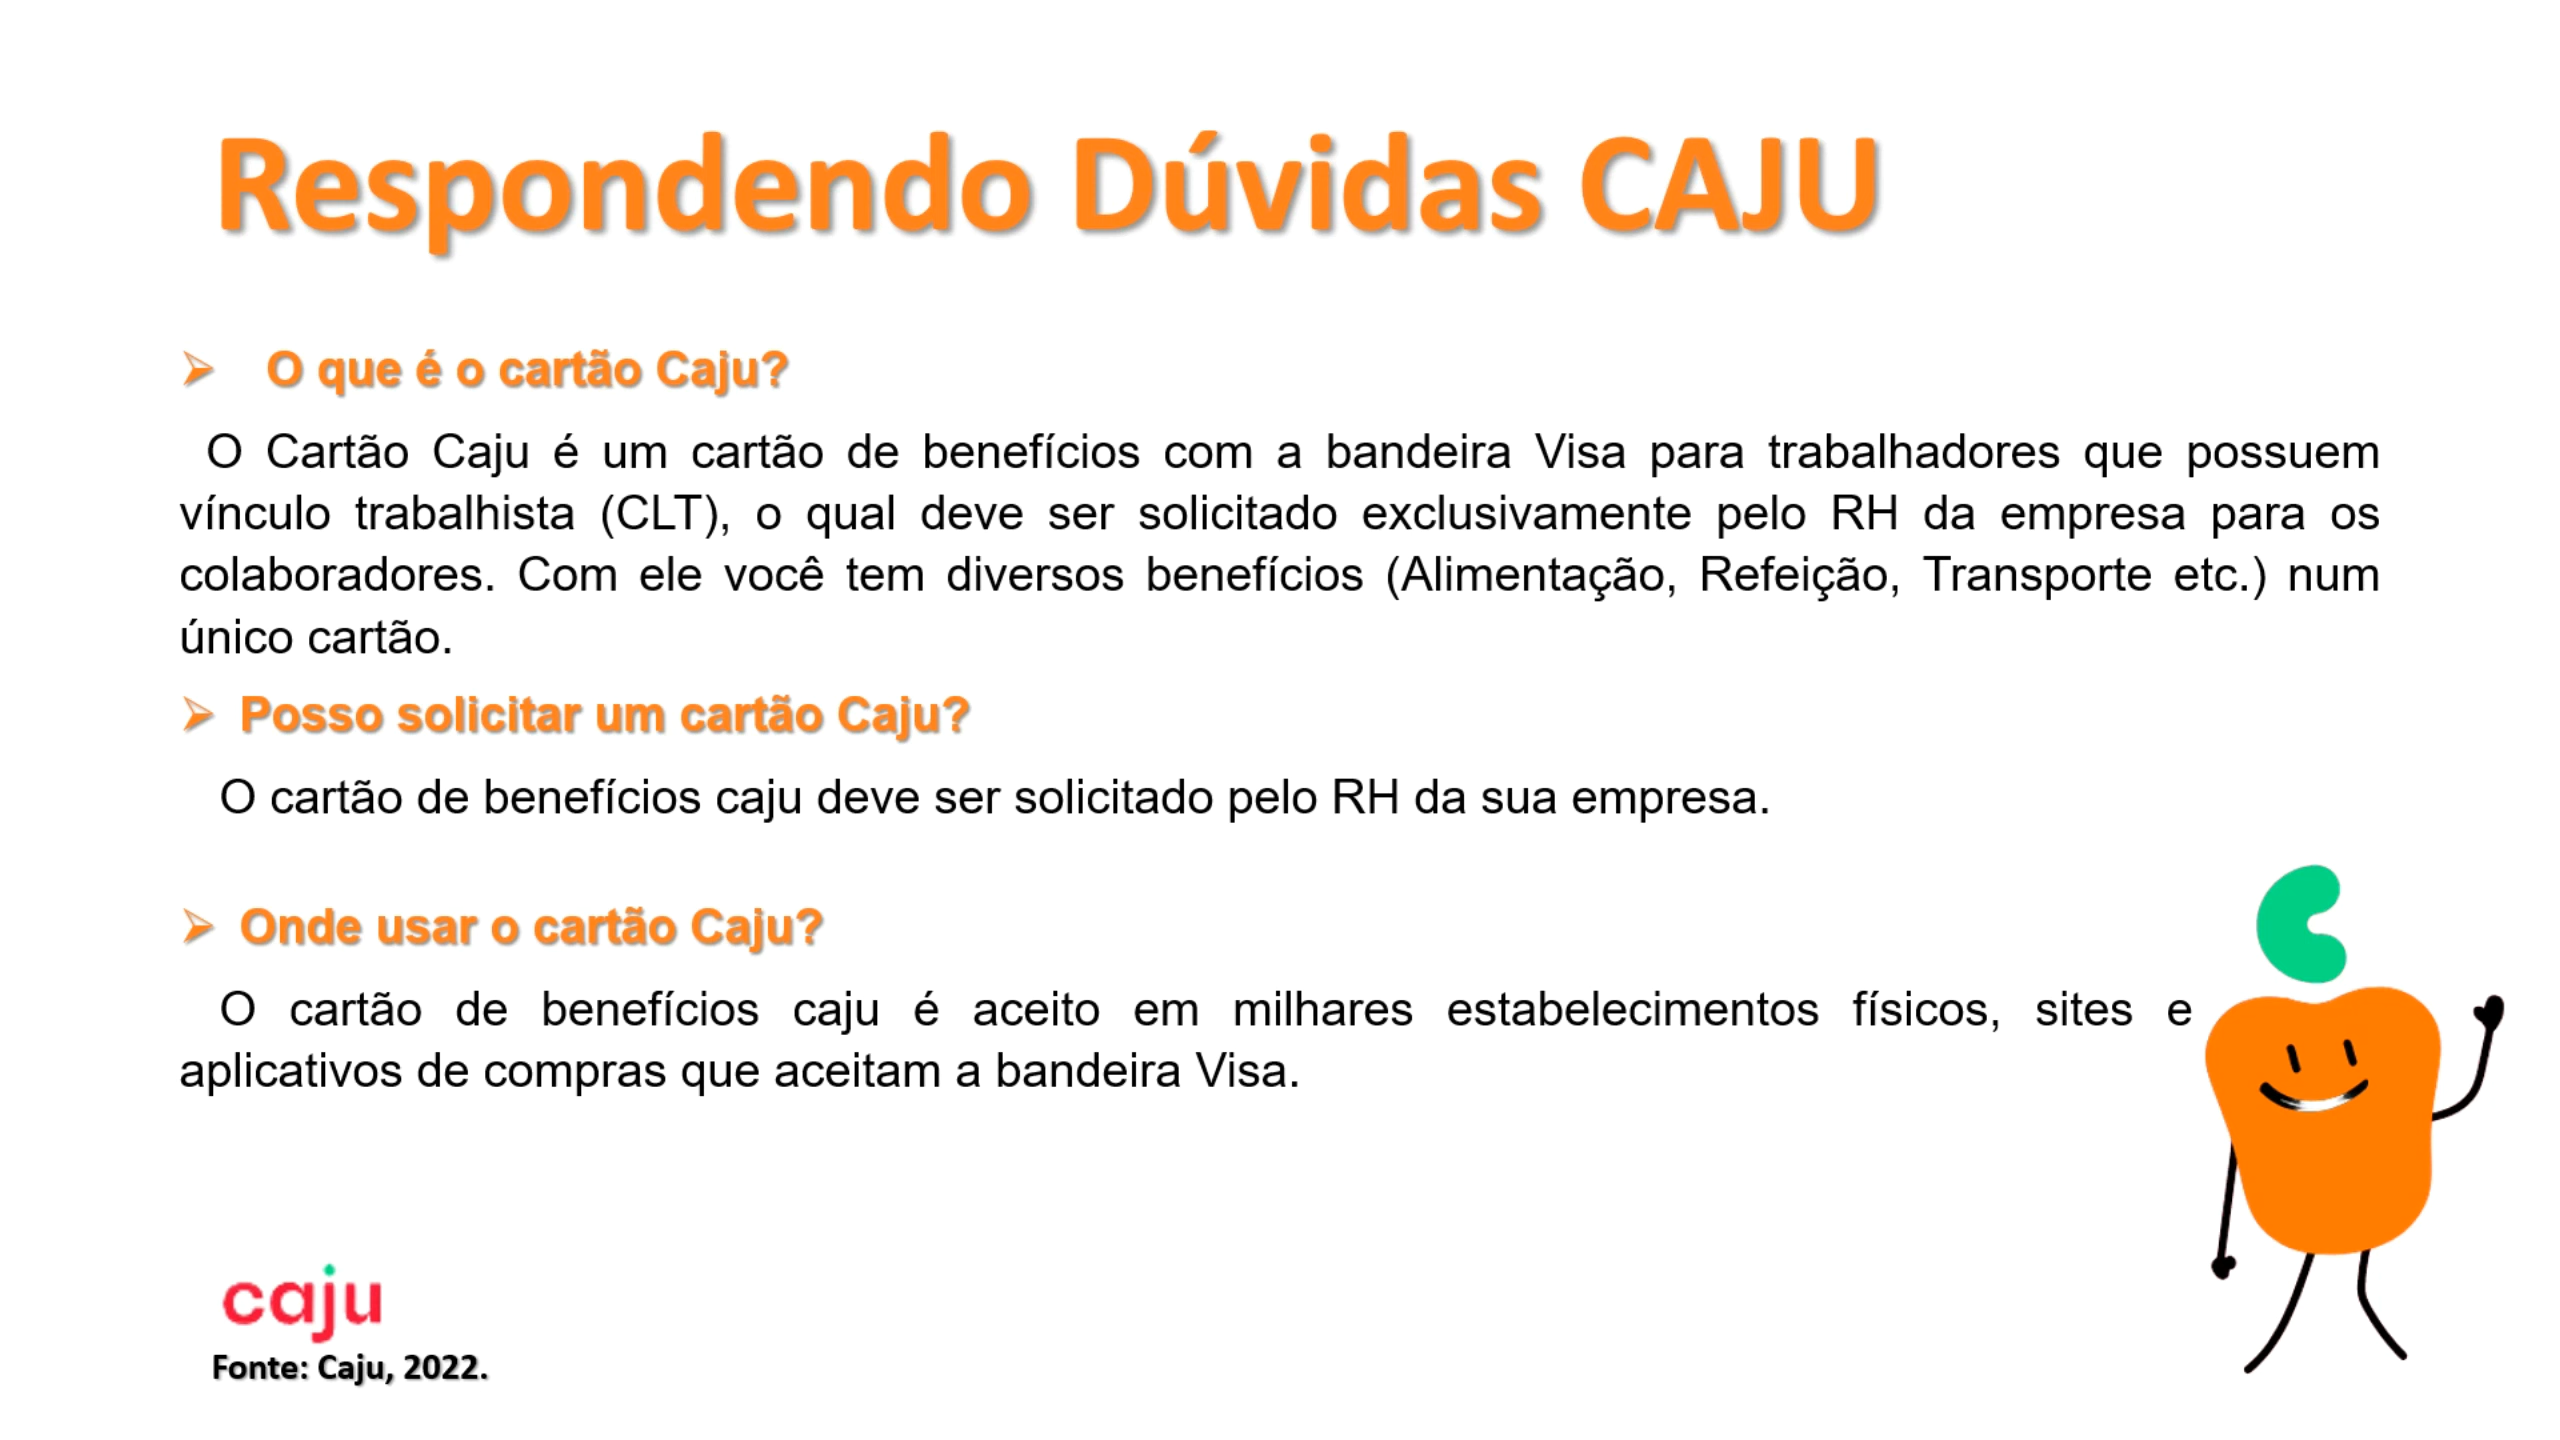 Respondendo Dúvidas CAJU
➢ O que é o cartão Caju?
O Cartão Caju é um cartão de benefícios com a bandeira Visa para trabalhadores que possuem
vínculo trabalhista (CLT), o qual deve ser solicitado exclusivamente pelo RH da empresa para os
colaboradores. Com ele você tem diversos benefícios (Alimentação, Refeição, Transporte etc.) num
único cartão.
➢ Posso solicitar um cartão Caju?
O cartão de benefícios caju deve ser solicitado pelo RH da sua empresa.
➢ Onde usar o cartão Caju?
O cartão de benefícios caju é aceito em milhares estabelecimentos físicos, sites e
aplicativos de compras que aceitam a bandeira Visa.
caju
Fonte: Caju, 2022.